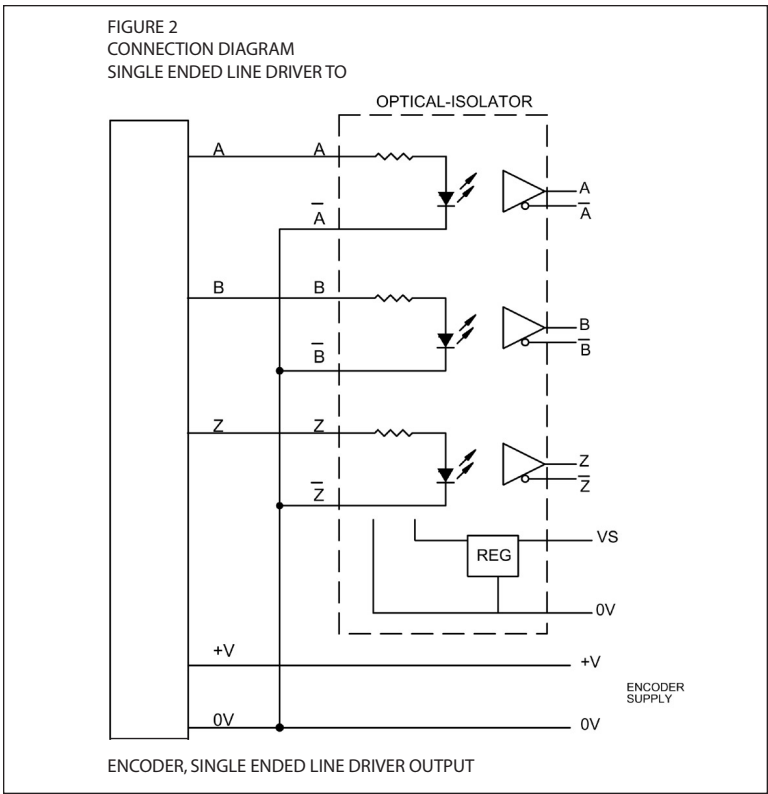 FIGURE 2
CONNECTION DIAGRAM
SINGLE ENDED LINE DRIVER TO
OPTICAL-ISOLATOR
A A
A̅
A
A̅
B B
B̅
B
B̅
Z Z
Z̅
Z
Z̅
REG
VS
0V
+V
+V
ENCODER
SUPPLY
0V
0V
ENCODER, SINGLE ENDED LINE DRIVER OUTPUT